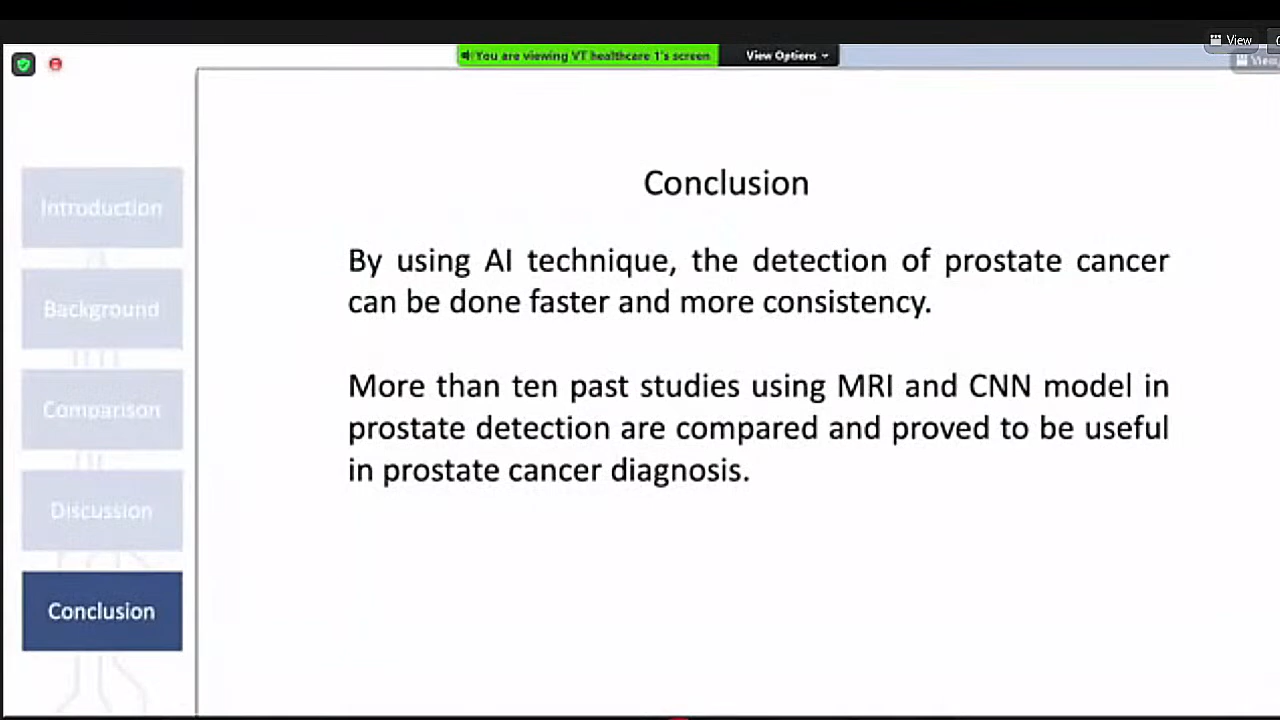 View
You are viewing VT healthcare 1's screen
View Options
View
Introduction
Background
Comparison
Discussion
Conclusion
Conclusion
By using AI technique, the detection of prostate cancer
can be done faster and more consistency.
More than ten past studies using MRI and CNN model in
prostate detection are compared and proved to be useful
in prostate cancer diagnosis.